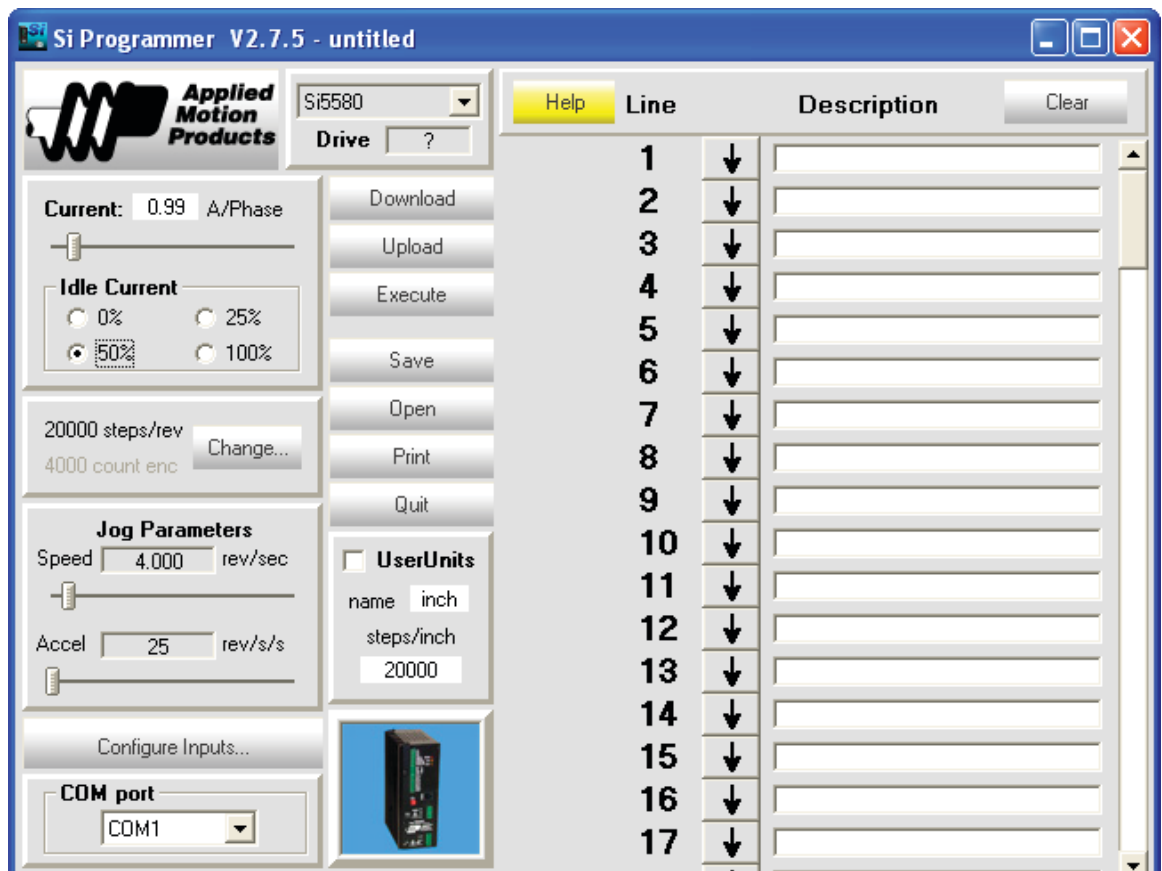 Si Programmer V2.7.5 - untitled
Applied
Motion
Products
Si5580
Drive ?
Help Line Description Clear
Current: 0.99 A/Phase
Idle Current
0% 25%
50% 100%
20000 steps/rev
4000 count enc
Change...
Jog Parameters
Speed 4.000 rev/sec
Accel 25 rev/s/s
Configure Inputs...
COM port
COM1
Download
Upload
Execute
Save
Open
Print
Quit
UserUnits
name inch
steps/inch
20000
1
2
3
4
5
6
7
8
9
10
11
12
13
14
15
16
17